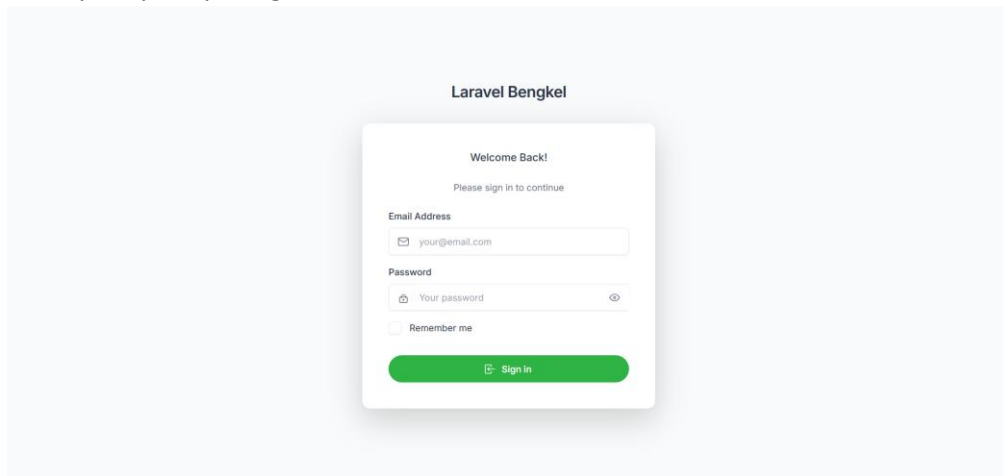 Laravel Bengkel
Welcome Back!
Please sign in to continue
Email Address
your@email.com
Password
Your password
Remember me
Sign in